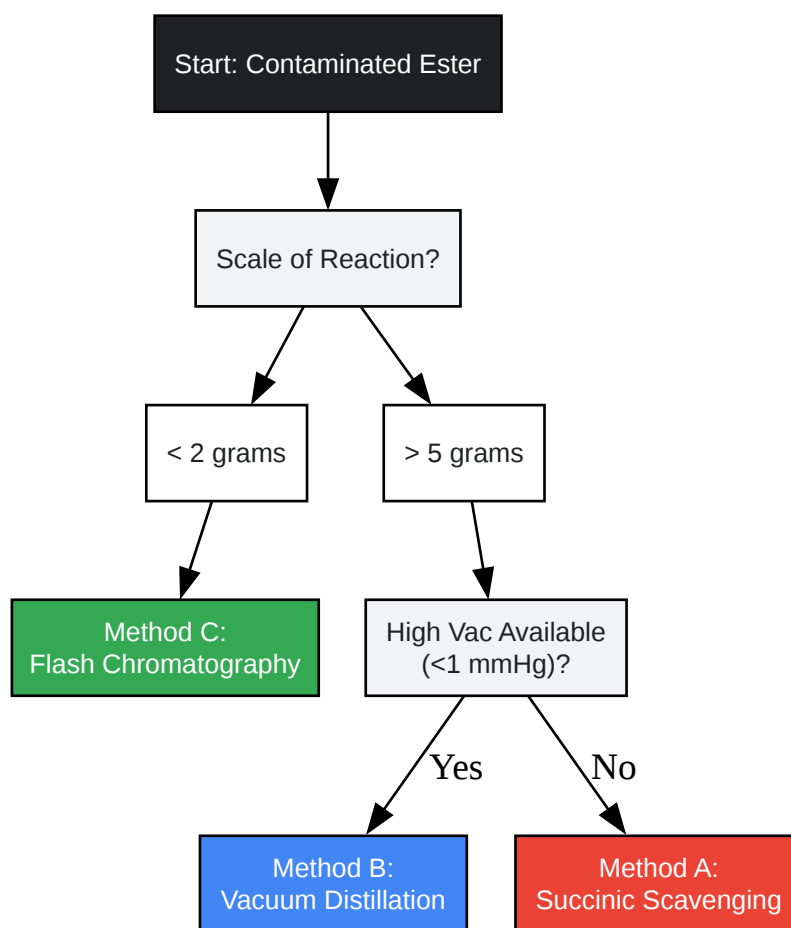 Start: Contaminated Ester
Scale of Reaction?
< 2 grams
> 5 grams
Method C:
Flash Chromatography
High Vac Available
(<1 mmHg)?
Yes
No
Method B:
Vacuum Distillation
Method A:
Succinic Scavenging